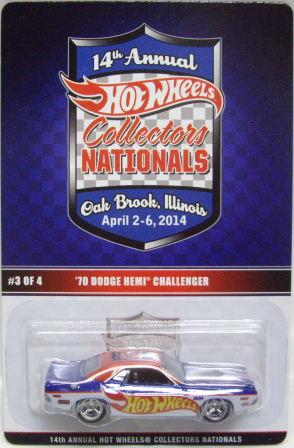 14th Annual
Hot Wheels
Collectors
NATIONALS
Oak Brook, Illinois
April 2-6, 2014
#3 OF 4
'70 DODGE HEMI® CHALLENGER
Hot Wheels
14TH ANNUAL HOT WHEELS® COLLECTORS NATIONALS